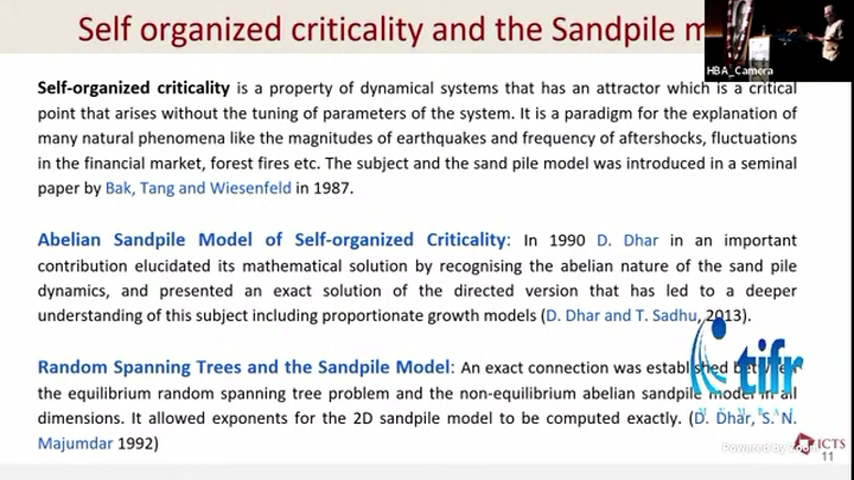 Self organized criticality and the Sandpile m
HBA_Camera
Self-organized criticality is a property of dynamical systems that has an attractor which is a critical
point that arises without the tuning of parameters of the system. It is a paradigm for the explanation of
many natural phenomena like the magnitudes of earthquakes and frequency of aftershocks, fluctuations
in the financial market, forest fires etc. The subject and the sand pile model was introduced in a seminal
paper by Bak, Tang and Wiesenfeld in 1987.
Abelian Sandpile Model of Self-organized Criticality: In 1990 D. Dhar in an important
contribution elucidated its mathematical solution by recognising the abelian nature of the sand pile
dynamics, and presented an exact solution of the directed version that has led to a deeper
understanding of this subject including proportionate growth models (D. Dhar and T. Sadhu, 2013).
Random Spanning Trees and the Sandpile Model: An exact connection was established between
the equilibrium random spanning tree problem and the non-equilibrium abelian sandpile model in all
dimensions. It allowed exponents for the 2D sandpile model to be computed exactly. (D. Dhar, S. N.
Majumdar 1992)
tifr
MUMBAI
Powered by Zoom
ICTS
11